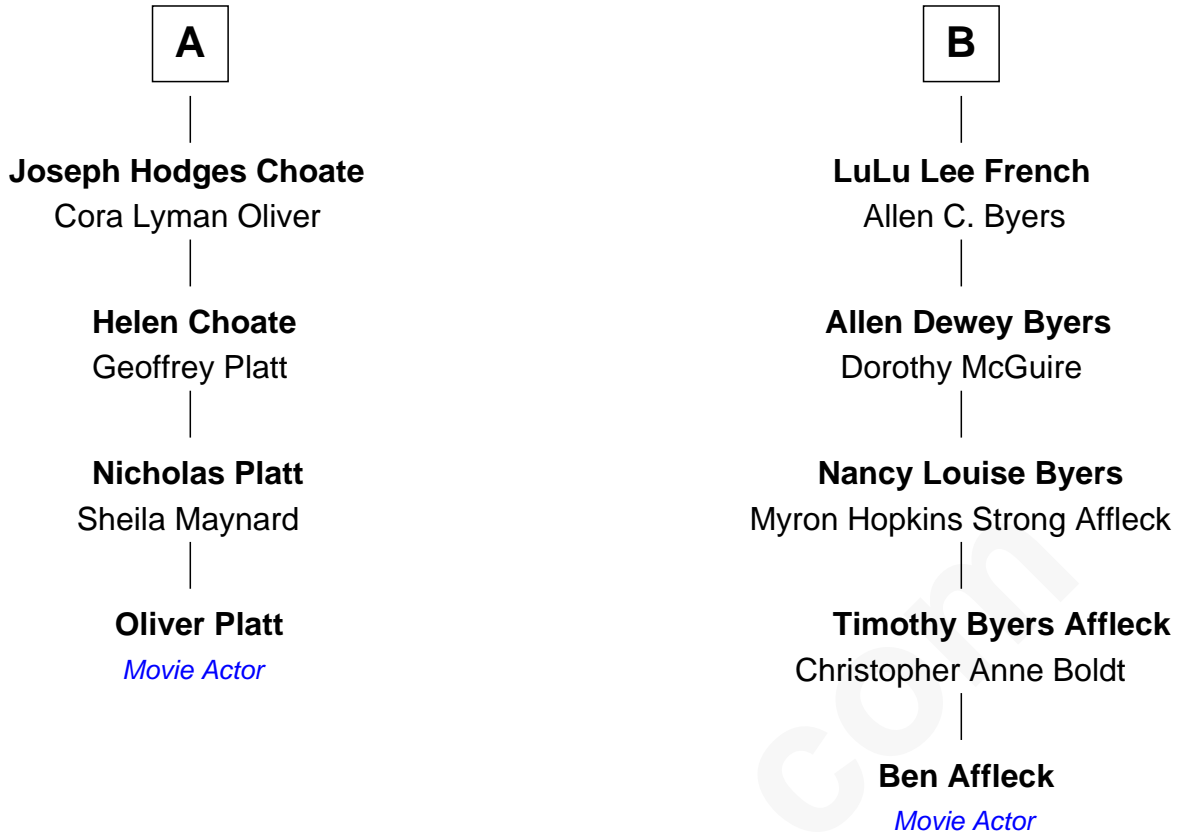 A
Joseph Hodges Choate
Cora Lyman Oliver
Helen Choate
Geoffrey Platt
Nicholas Platt
Sheila Maynard
Oliver Platt
Movie Actor
B
LuLu Lee French
Allen C. Byers
Allen Dewey Byers
Dorothy McGuire
Nancy Louise Byers
Myron Hopkins Strong Affleck
Timothy Byers Affleck
Christopher Anne Boldt
Ben Affleck
Movie Actor
com